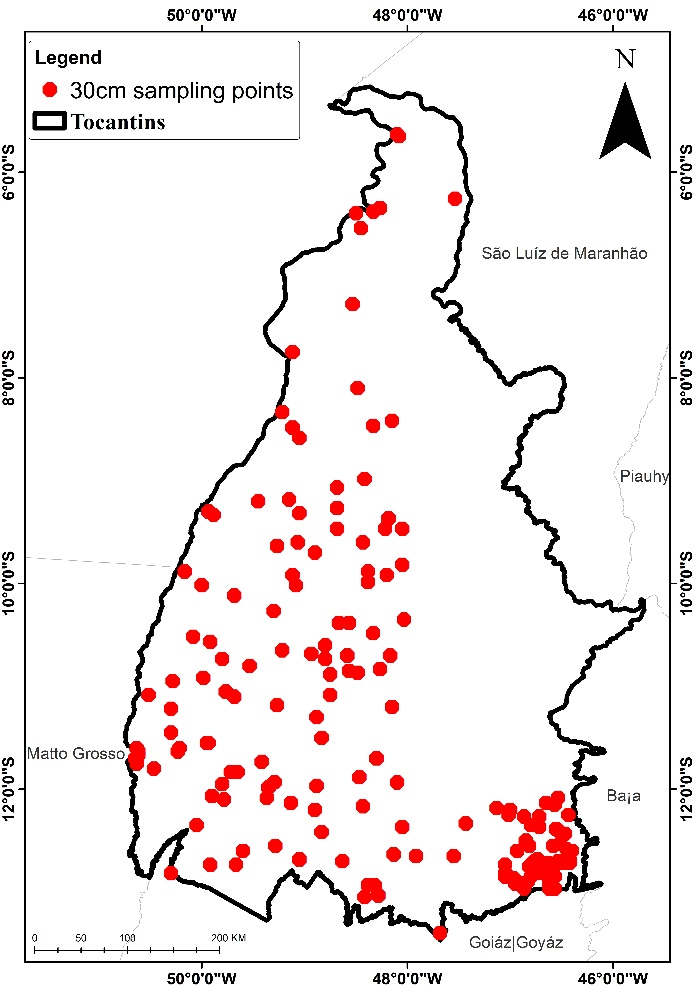 50°0'0"W 48°0'0"W 46°0'0"W
Legend
30cm sampling points
Tocantins
N
6°0'0"S 6°0'0"S
São Luíz de Maranhão
8°0'0"S 8°0'0"S
Piauhy
10°0'0"S 10°0'0"S
Matto Grosso
12°0'0"S 12°0'0"S
Ba¡a
Goiáz|Goyáz
0 50 100 200 KM
50°0'0"W 48°0'0"W 46°0'0"W